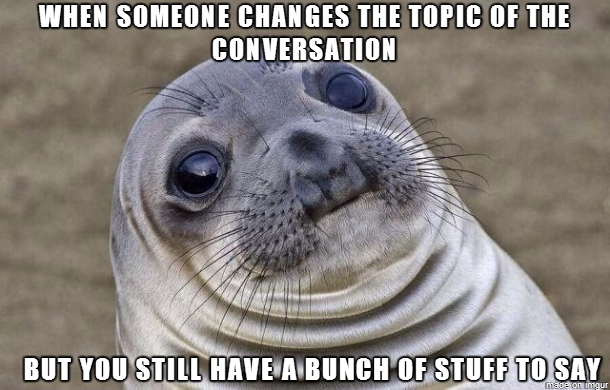 WHEN SOMEONE CHANGES THE TOPIC OF THE
CONVERSATION
BUT YOU STILL HAVE A BUNCH OF STUFF TO SAY
made on imgur